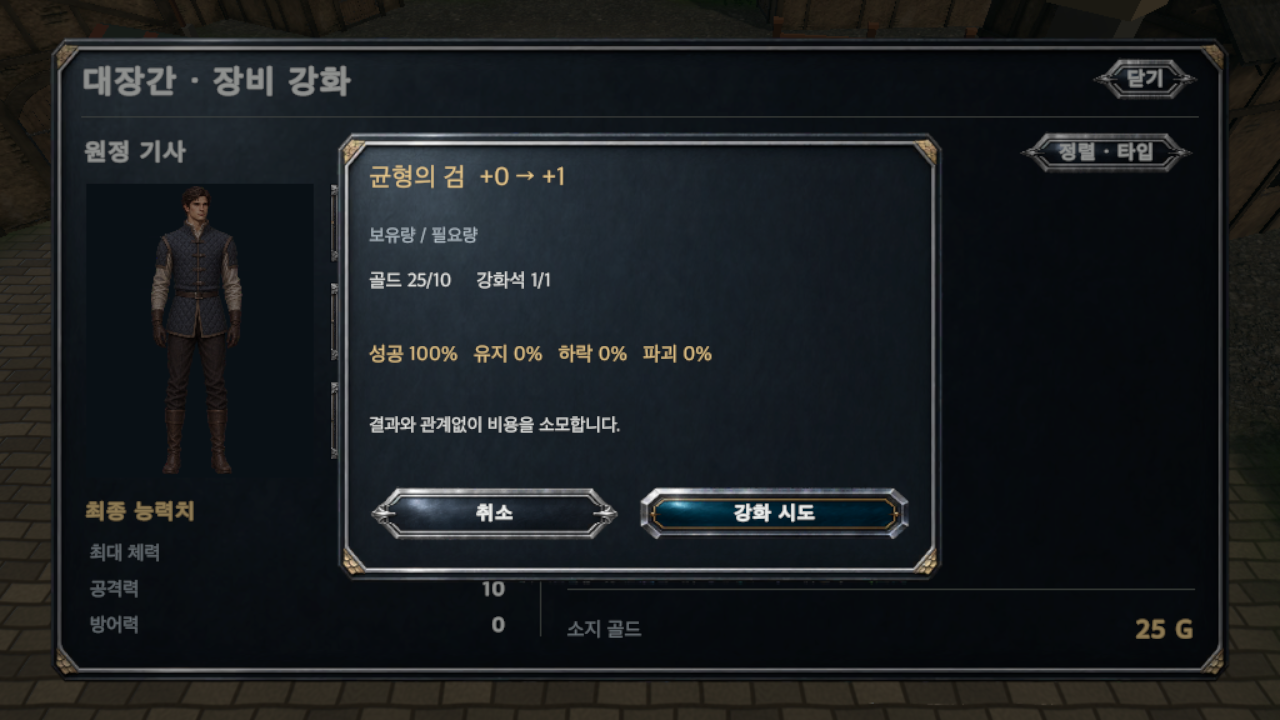 대장간 · 장비 강화
닫기
원정 기사
정렬 · 타입
균형의 검 +0 → +1
보유량 / 필요량
골드 25/10 강화석 1/1
성공 100% 유지 0% 하락 0% 파괴 0%
결과와 관계없이 비용을 소모합니다.
취소
강화 시도
최종 능력치
최대 체력
공격력 10
방어력 0
소지 골드 25 G